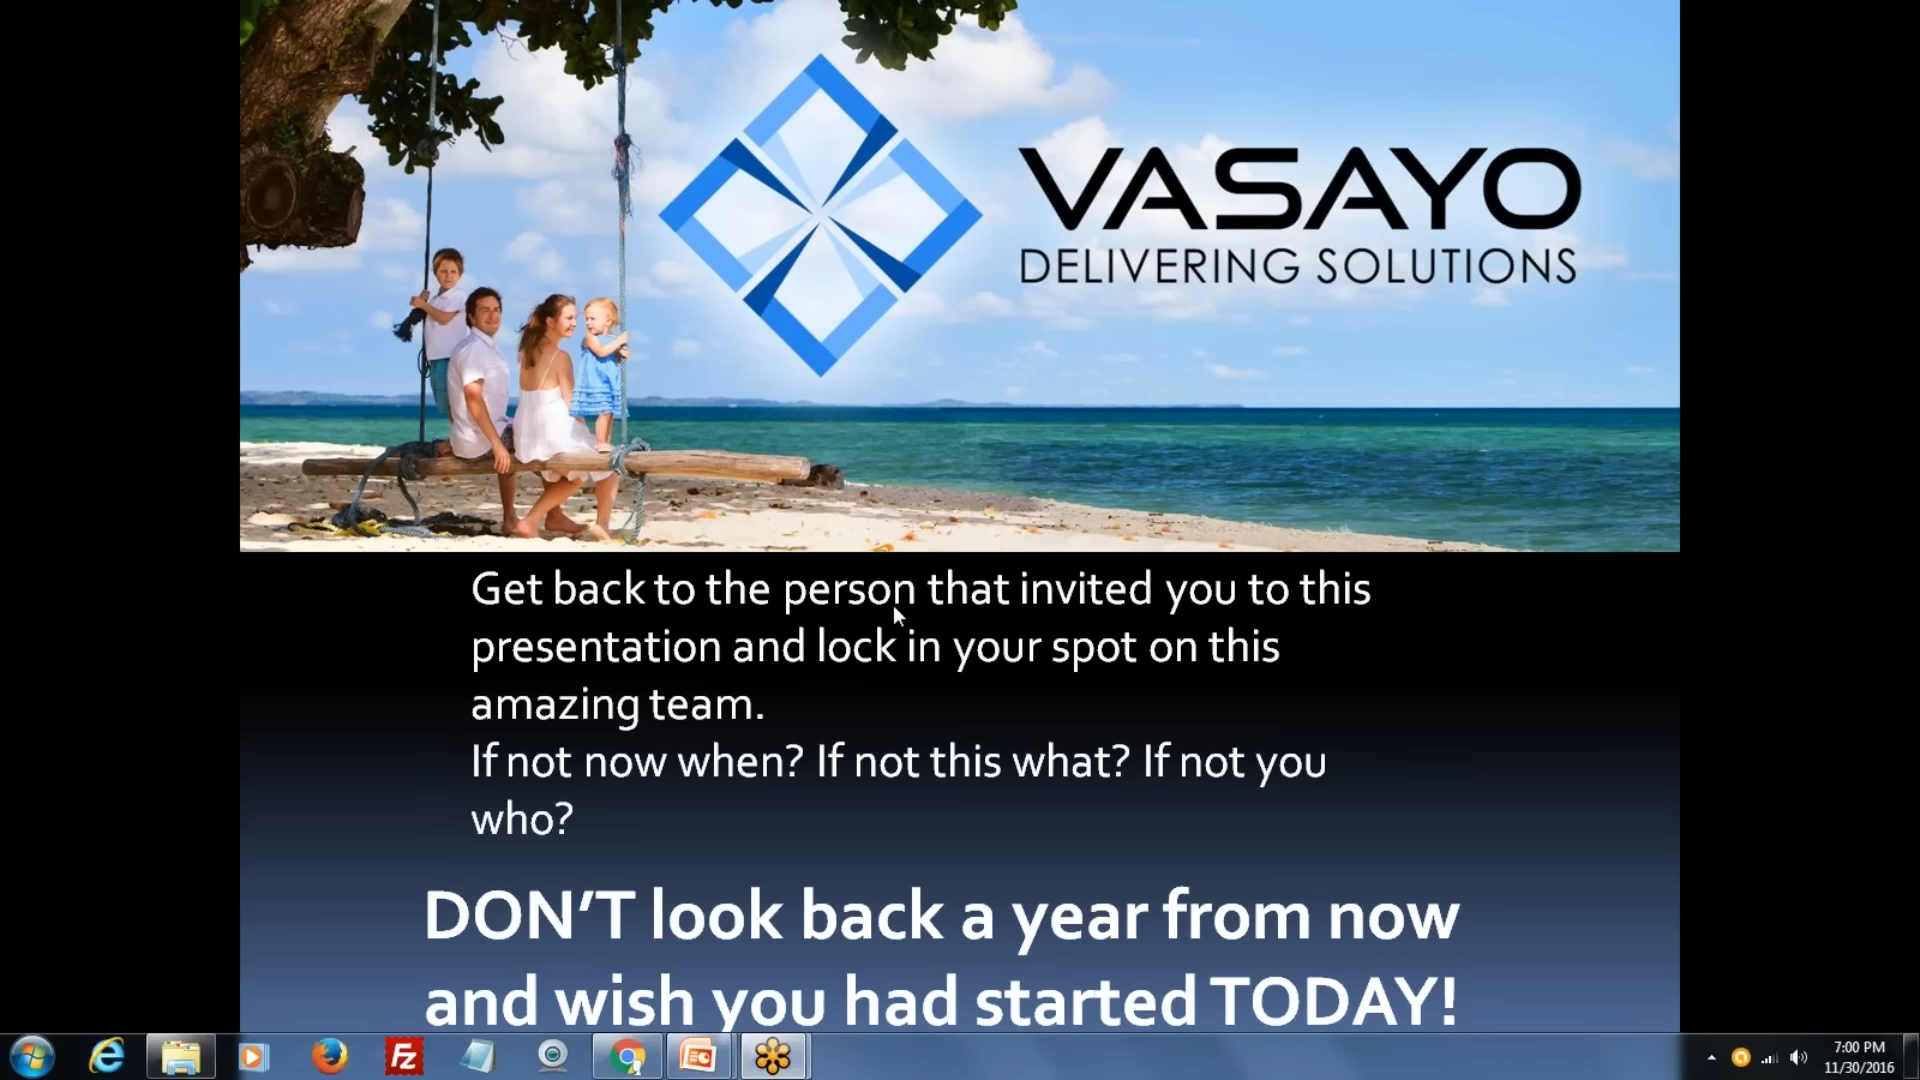 VASAYO
DELIVERING SOLUTIONS
Get back to the person that invited you to this
presentation and lock in your spot on this
amazing team.
If not now when? If not this what? If not you
who?
DON'T look back a year from now
and wish you had started TODAY!
7:00 PM
11/30/2016